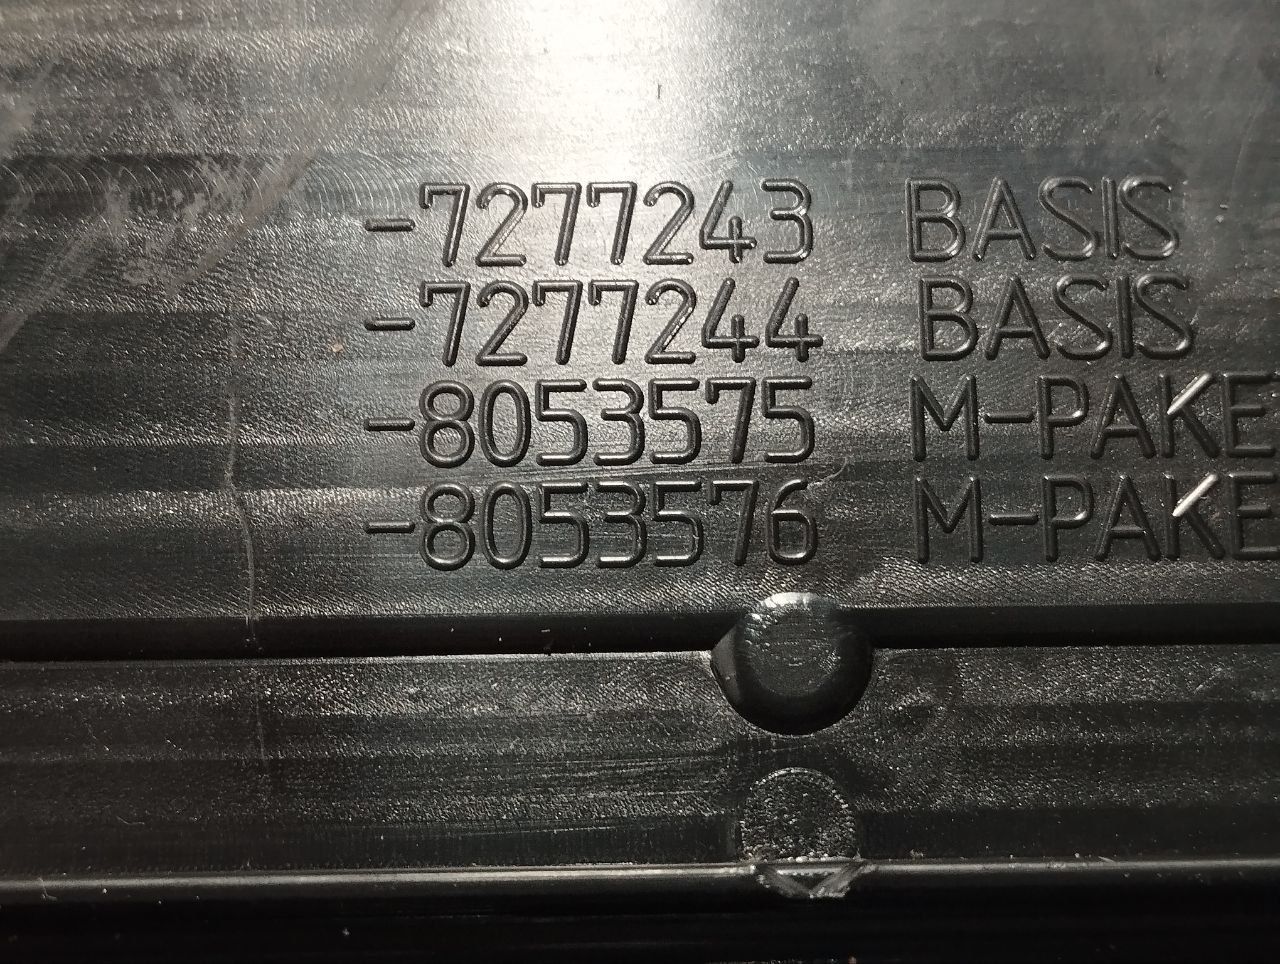 -7277243 BASIS
-7277244 BASIS
-8053575 M-PAKE
-8053576 M-PAKE